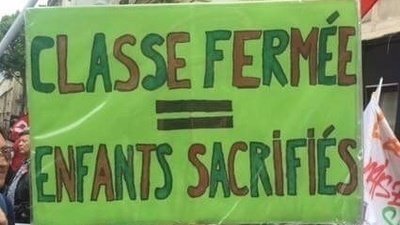 CLASSE FERMÉE
=
ENFANTS SACRIFIÉS